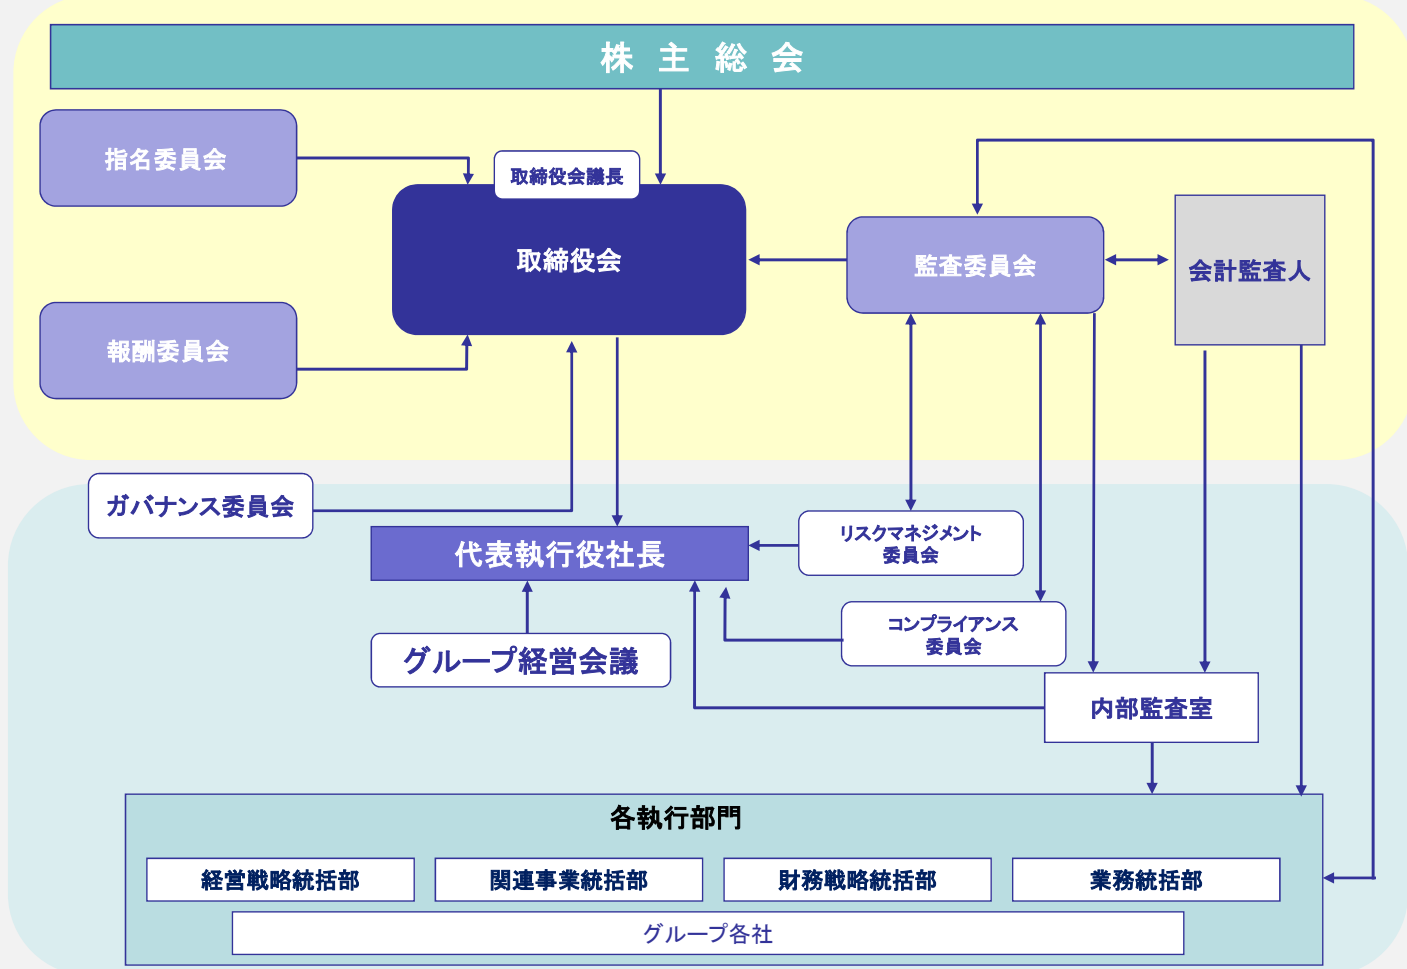 株 主 総 会
指名委員会
取締役会議長
取締役会
監査委員会
会計監査人
報酬委員会
ガバナンス委員会
代表執行役社長
リスクマネジメント
委員会
コンプライアンス
委員会
グループ経営会議
内部監査室
各執行部門
経営戦略統括部
関連事業統括部
財務戦略統括部
業務統括部
グループ各社